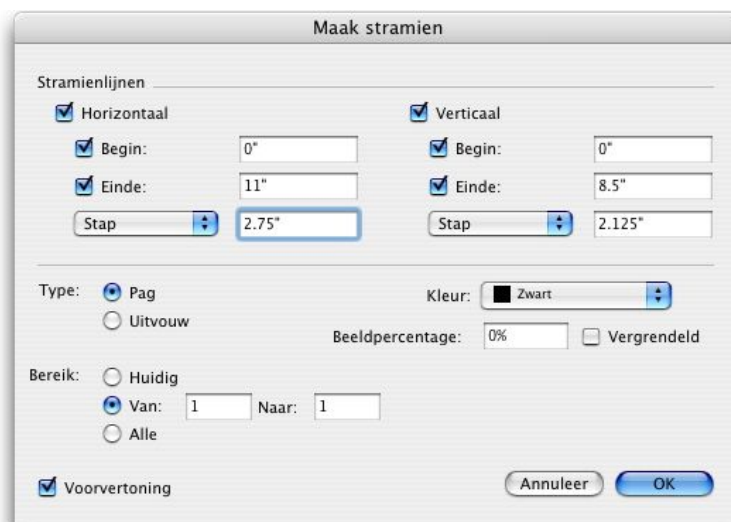 Maak stramien
Stramienlijnen
Horizontaal
Begin: 0"
Einde: 11"
Stap 2.75"
Verticaal
Begin: 0"
Einde: 8.5"
Stap 2.125"
Type: Pag
Uitvouw
Kleur: Zwart
Beeldpercentage: 0% Vergrendeld
Bereik: Huidig
Van: 1 Naar: 1
Alle
Voorvertoning
Annuleer OK